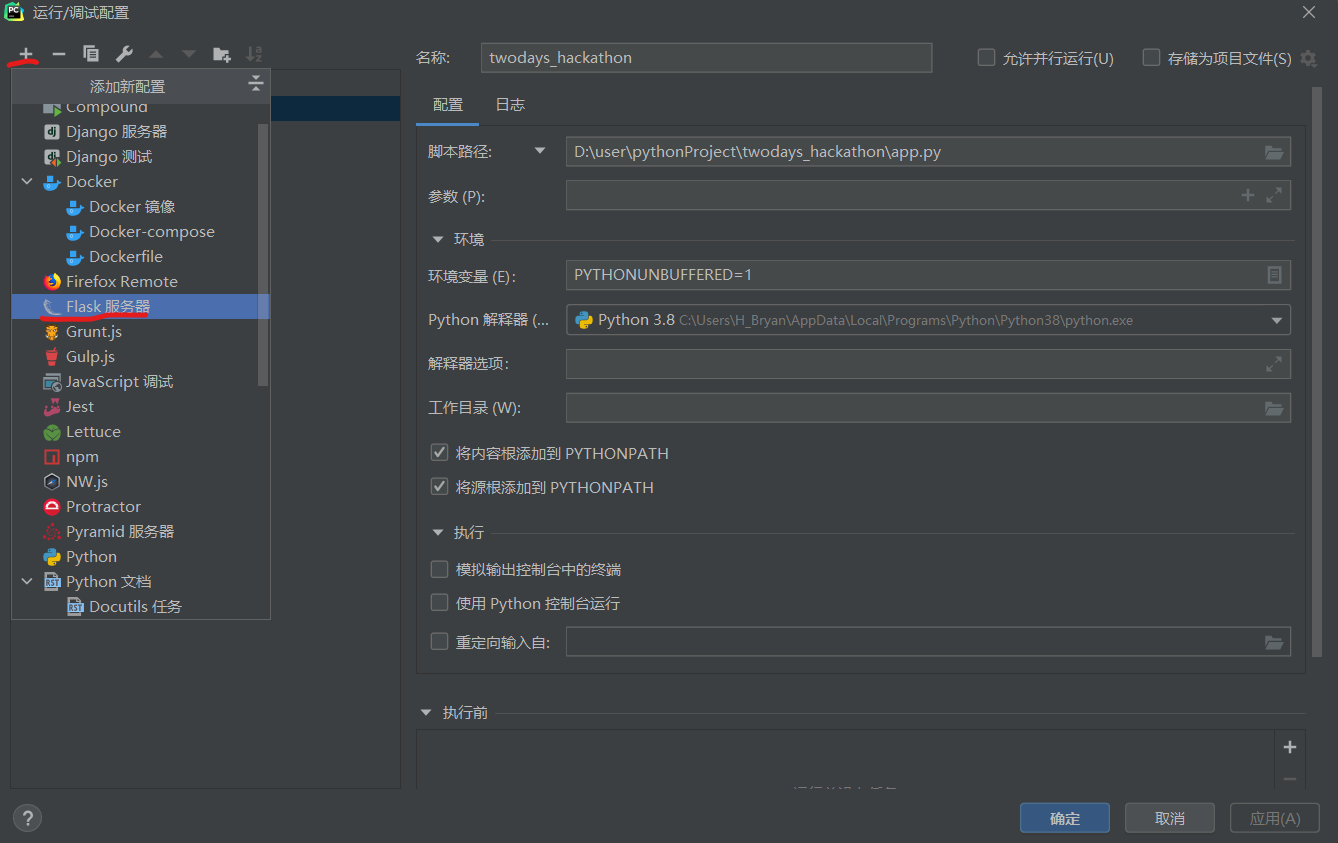 运行/调试配置
名称:
twodays_hackathon
允许并行运行(U)
存储为项目文件(S)
添加新配置
Compound
Django 服务器
Django 测试
Docker
Docker 镜像
Docker-compose
Dockerfile
Firefox Remote
Flask 服务器
Grunt.js
Gulp.js
JavaScript 调试
Jest
Lettuce
npm
NW.js
Protractor
Pyramid 服务器
Python
Python 文档
Docutils 任务
配置
日志
脚本路径:
D:\user\pythonProject\twodays_hackathon\app.py
参数 (P):
环境
环境变量 (E):
PYTHONUNBUFFERED=1
Python 解释器 (...
Python 3.8 C:\Users\H_Bryan\AppData\Local\Programs\Python\Python38\python.exe
解释器选项:
工作目录 (W):
将内容根添加到 PYTHONPATH
将源根添加到 PYTHONPATH
执行
模拟输出控制台中的终端
使用 Python 控制台运行
重定向输入自:
执行前
?
确定
取消
应用(A)